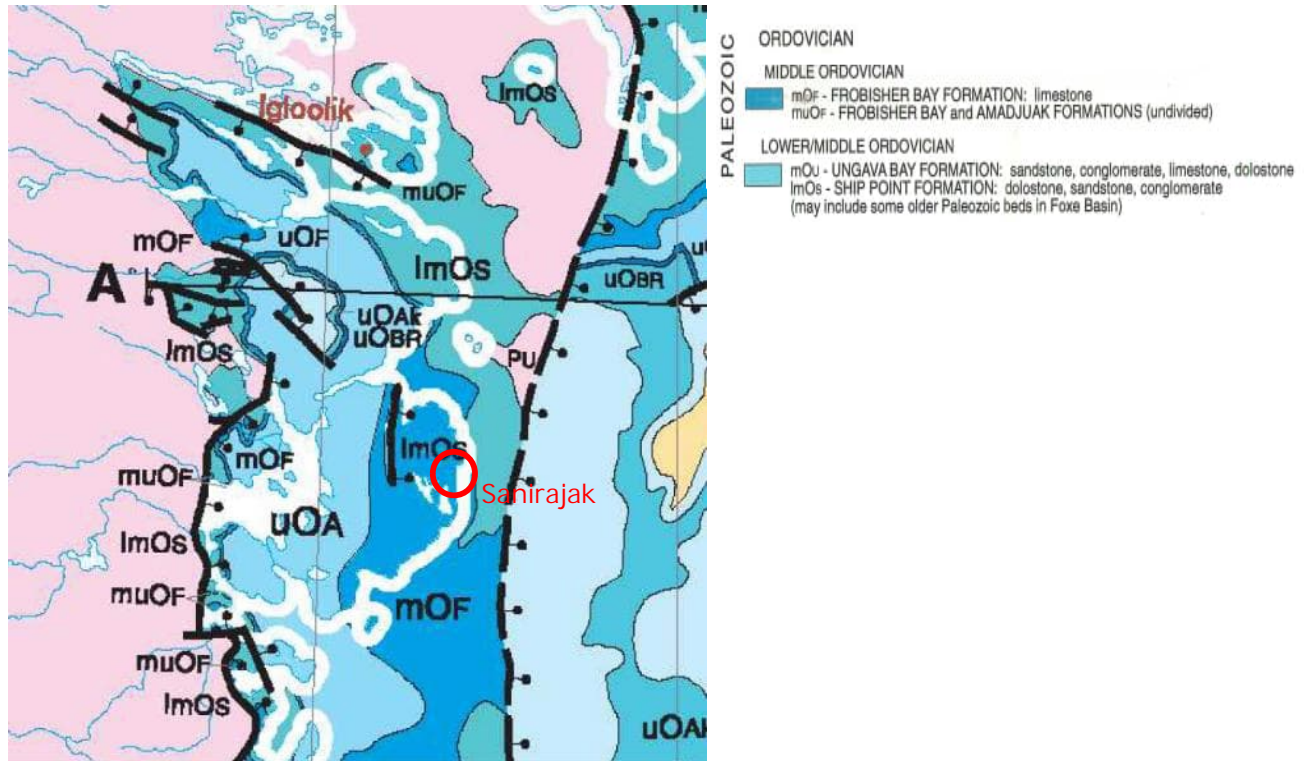 Igloolik
lmOs
muOF
mOF
uOF
lmOs
A
uOBR
uOAk
uOBR
lmOs
PU
lmOs
mOF
muOF
Sanirajak
uOA
lmOs
muOF
mOF
muOF
lmOs
PALEOZOIC
ORDOVICIAN
MIDDLE ORDOVICIAN
mOF - FROBISHER BAY FORMATION: limestone
muOF - FROBISHER BAY and AMADJUAK FORMATIONS (undivided)
LOWER/MIDDLE ORDOVICIAN
mOU - UNGAVA BAY FORMATION: sandstone, conglomerate, limestone, dolostone
lmOs - SHIP POINT FORMATION: dolostone, sandstone, conglomerate
(may include some older Paleozoic beds in Foxe Basin)